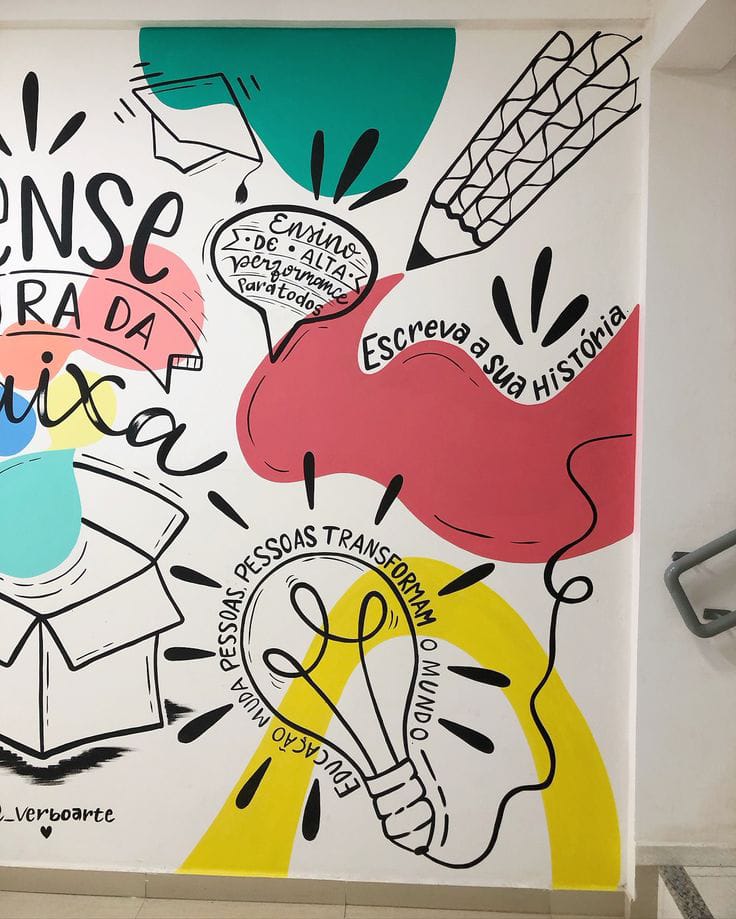 ENSe
RA DA
aixa
Ensino
DE • ALTA
performance
para todos
Escreva a sua HISTÓRIA.
EDUCAÇÃO MUDA PESSOAS, PESSOAS TRANSFORMAM O MUNDO.
_verboarte